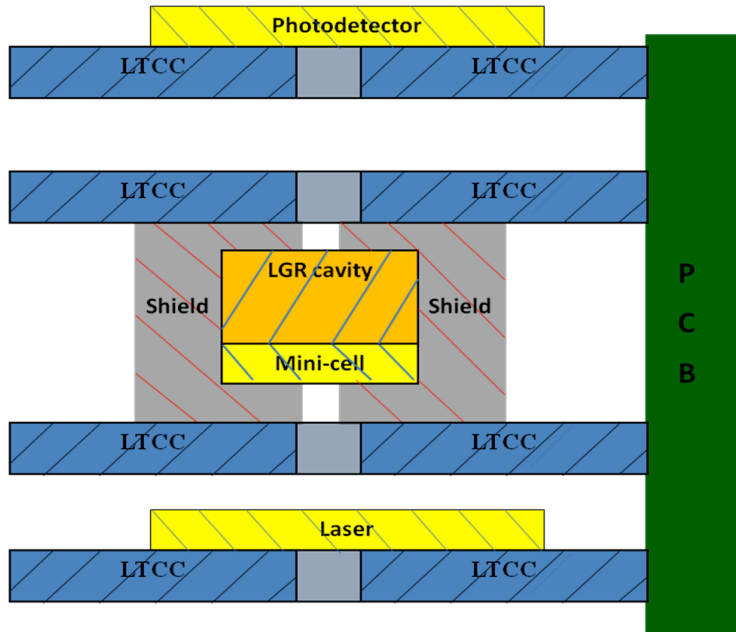 Photodetector
LTCC LTCC
LTCC LTCC
LGR cavity
Shield Shield
Mini-cell
P
C
B
LTCC LTCC
Laser
LTCC LTCC